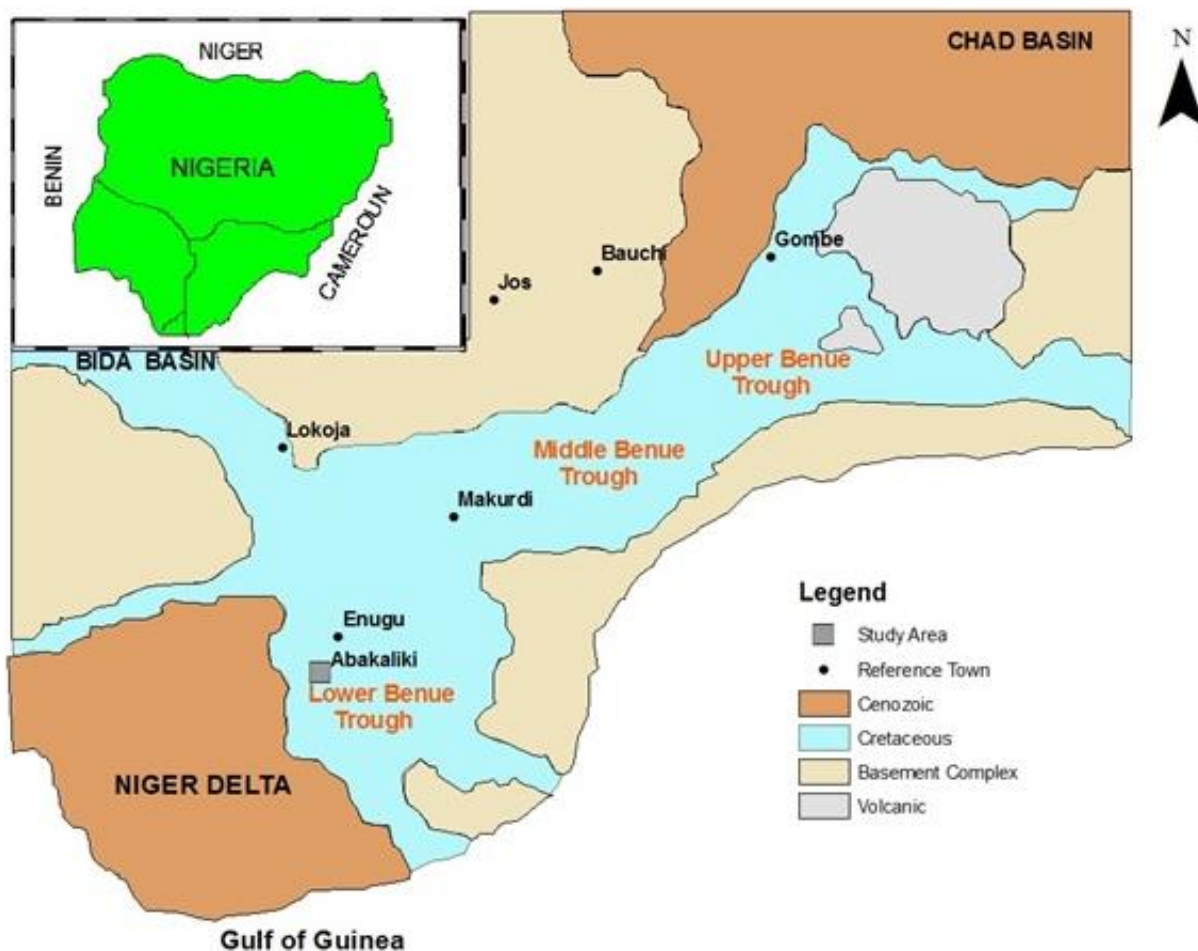 NIGER
BENIN
NIGERIA
CAMEROUN
CHAD BASIN
N
Gombe
Bauchi
Jos
BIDA BASIN
Upper Benue
Trough
Lokoja
Middle Benue
Trough
Makurdi
Enugu
Abakaliki
Lower Benue
Trough
NIGER DELTA
Gulf of Guinea
Legend
Study Area
Reference Town
Cenozoic
Cretaceous
Basement Complex
Volcanic